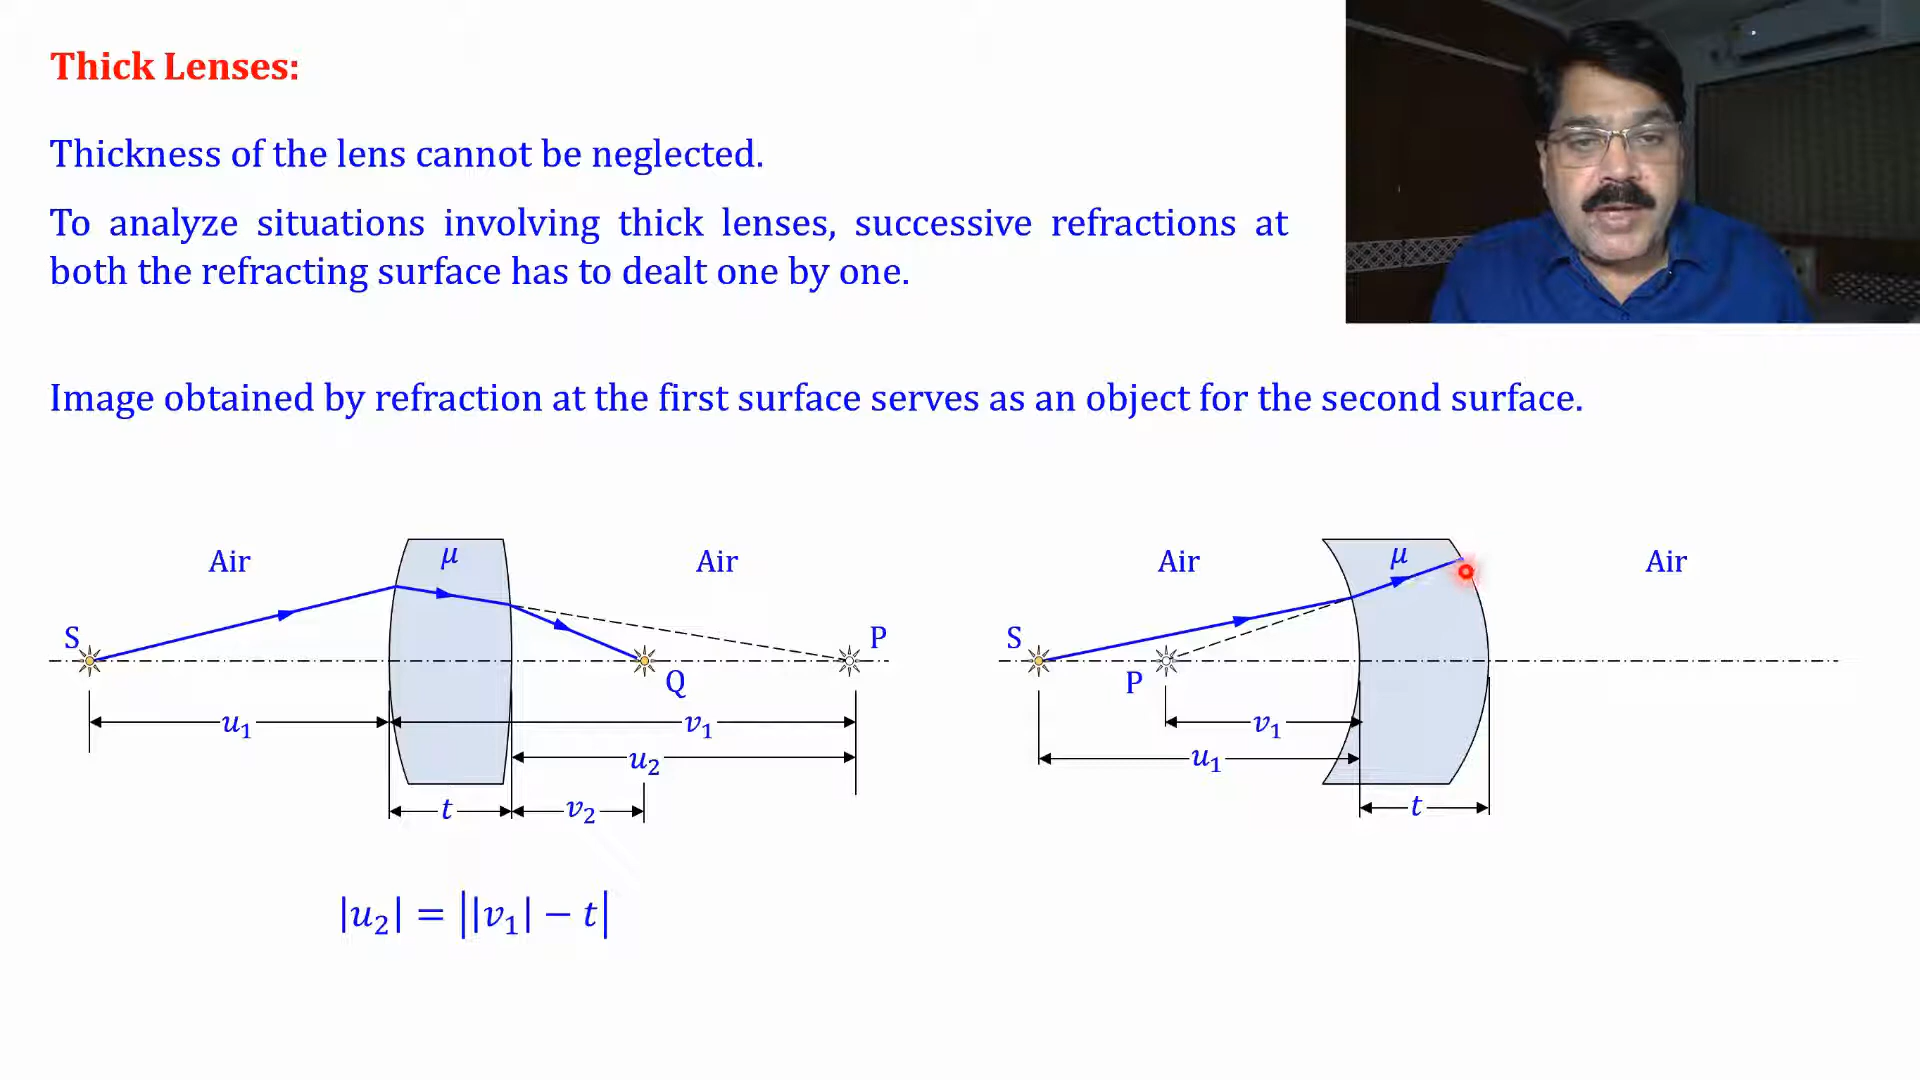 Thick Lenses:
Thickness of the lens cannot be neglected.
To analyze situations involving thick lenses, successive refractions at
both the refracting surface has to dealt one by one.
Image obtained by refraction at the first surface serves as an object for the second surface.
Air
μ
Air
S
P
Q
u₁
v₁
u₂
t
v₂
|u₂| = ||v₁| − t|
Air
μ
Air
S
P
v₁
u₁
t